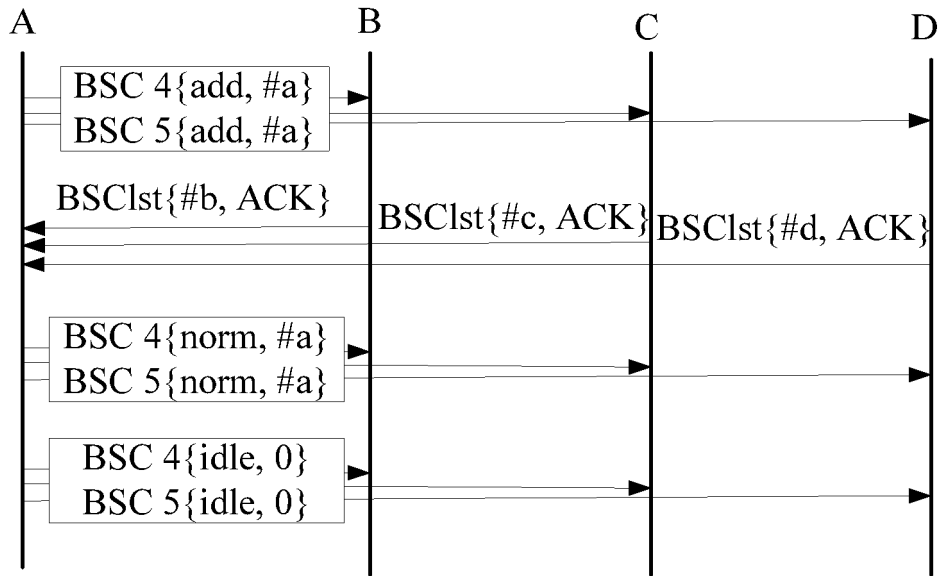 A
B
C
D
BSC 4{add, #a}
BSC 5{add, #a}
BSClst{#b, ACK}
BSClst{#c, ACK}
BSClst{#d, ACK}
BSC 4{norm, #a}
BSC 5{norm, #a}
BSC 4{idle, 0}
BSC 5{idle, 0}